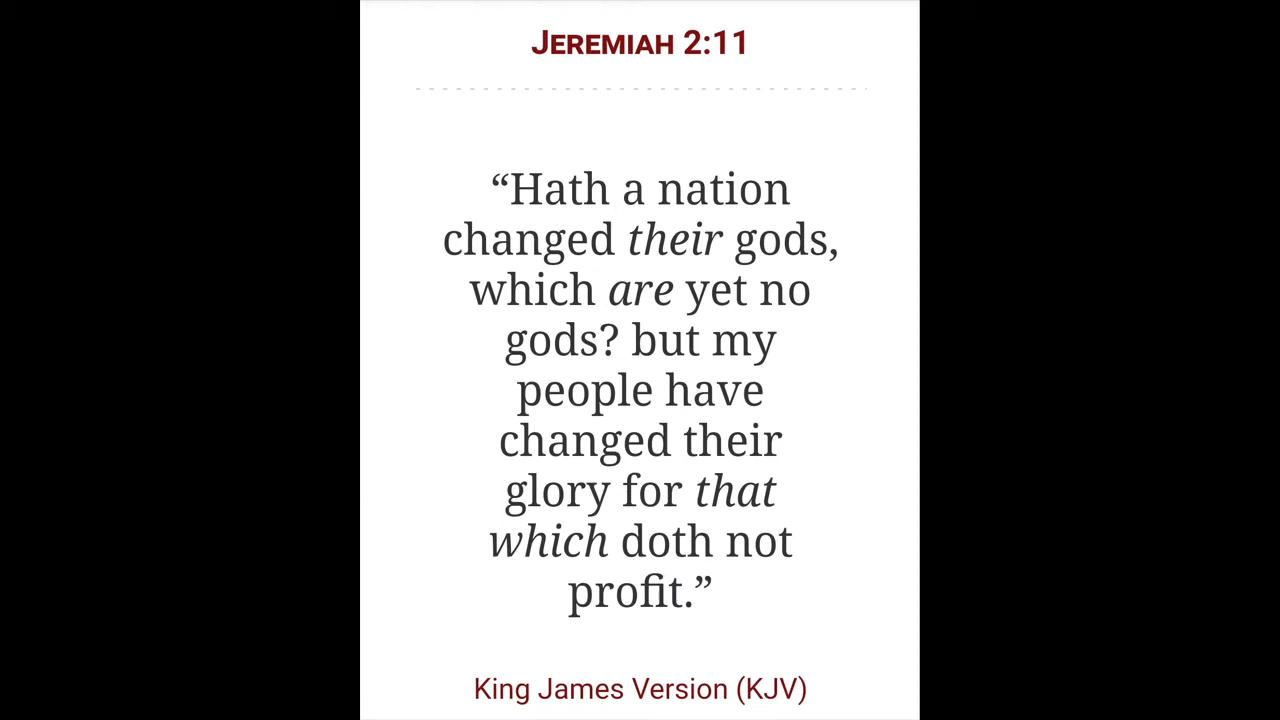 JEREMIAH 2:11
“Hath a nation
changed their gods,
which are yet no
gods? but my
people have
changed their
glory for that
which doth not
profit.”
King James Version (KJV)